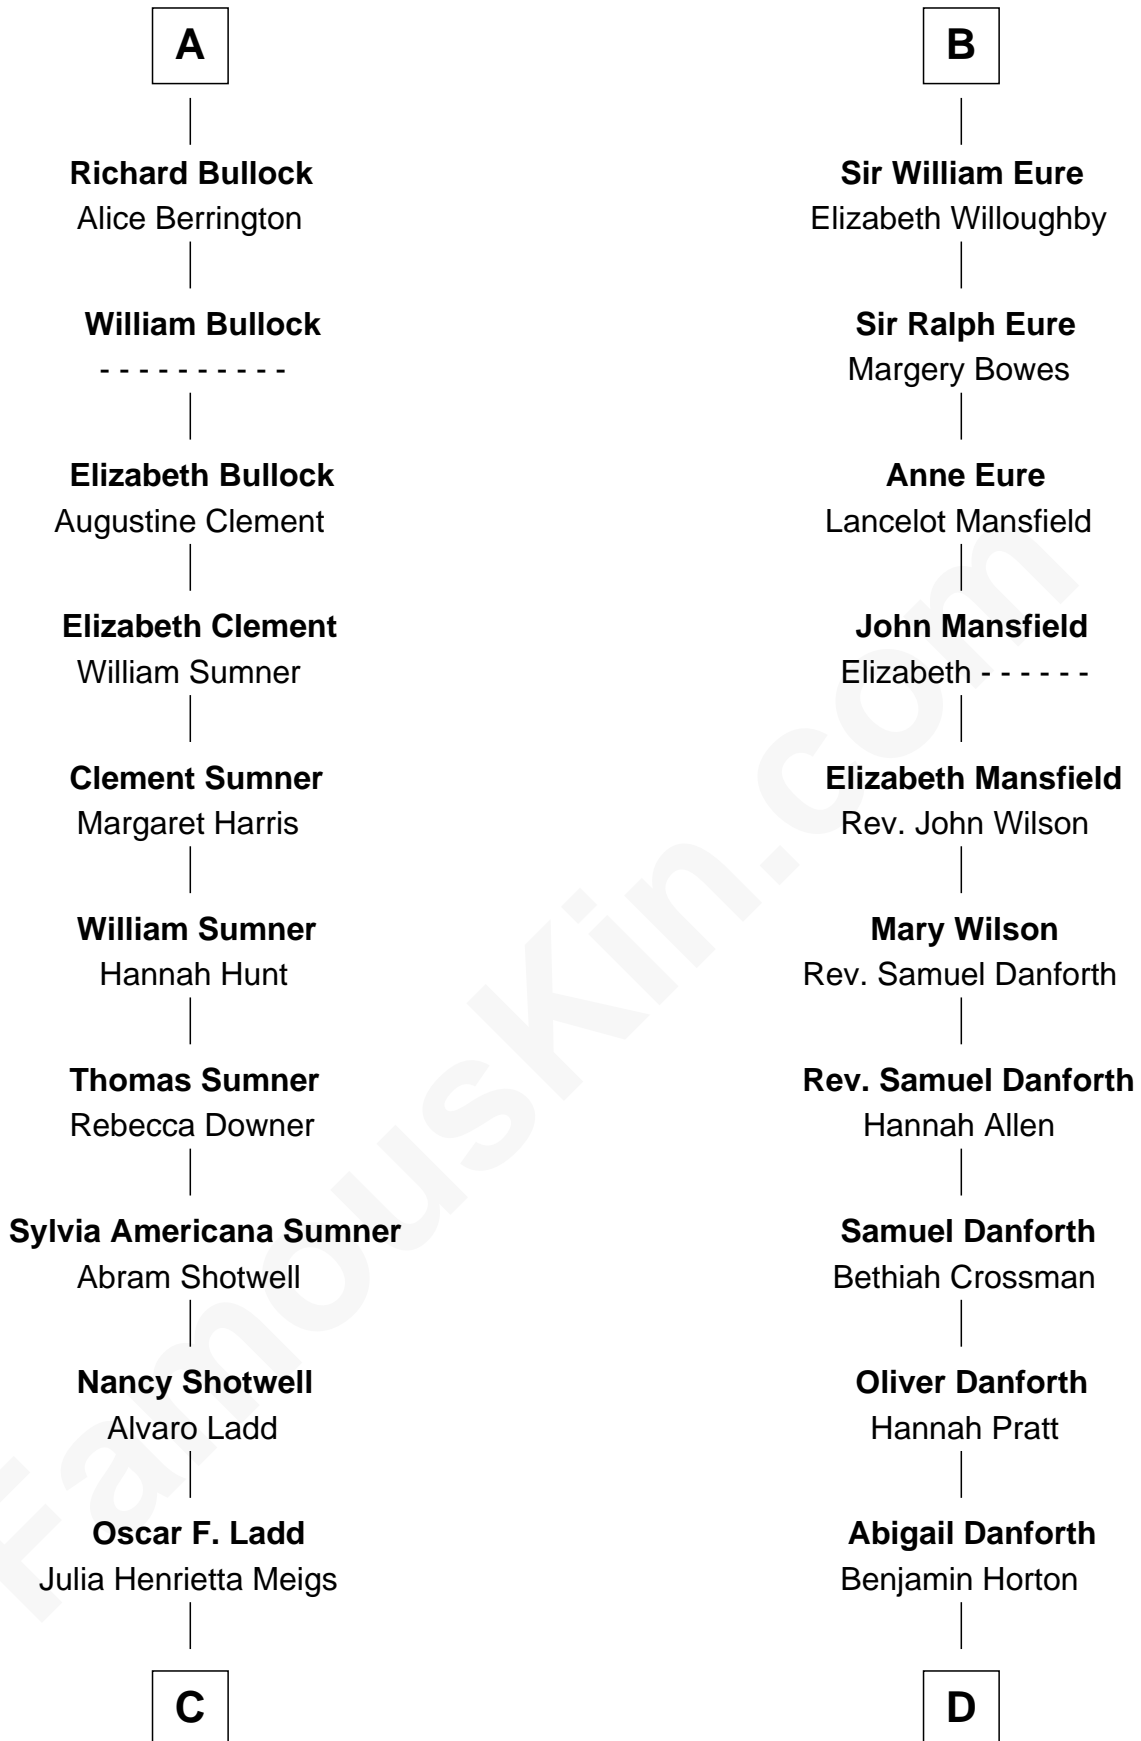 A
Richard Bullock
Alice Berrington
William Bullock
- - - - - - - - - -
Elizabeth Bullock
Augustine Clement
Elizabeth Clement
William Sumner
Clement Sumner
Margaret Harris
William Sumner
Hannah Hunt
Thomas Sumner
Rebecca Downer
Sylvia Americana Sumner
Abram Shotwell
Nancy Shotwell
Alvaro Ladd
Oscar F. Ladd
Julia Henrietta Meigs
C
B
Sir William Eure
Elizabeth Willoughby
Sir Ralph Eure
Margery Bowes
Anne Eure
Lancelot Mansfield
John Mansfield
Elizabeth - - - - - -
Elizabeth Mansfield
Rev. John Wilson
Mary Wilson
Rev. Samuel Danforth
Rev. Samuel Danforth
Hannah Allen
Samuel Danforth
Bethiah Crossman
Oliver Danforth
Hannah Pratt
Abigail Danforth
Benjamin Horton
D
FamousKin.com